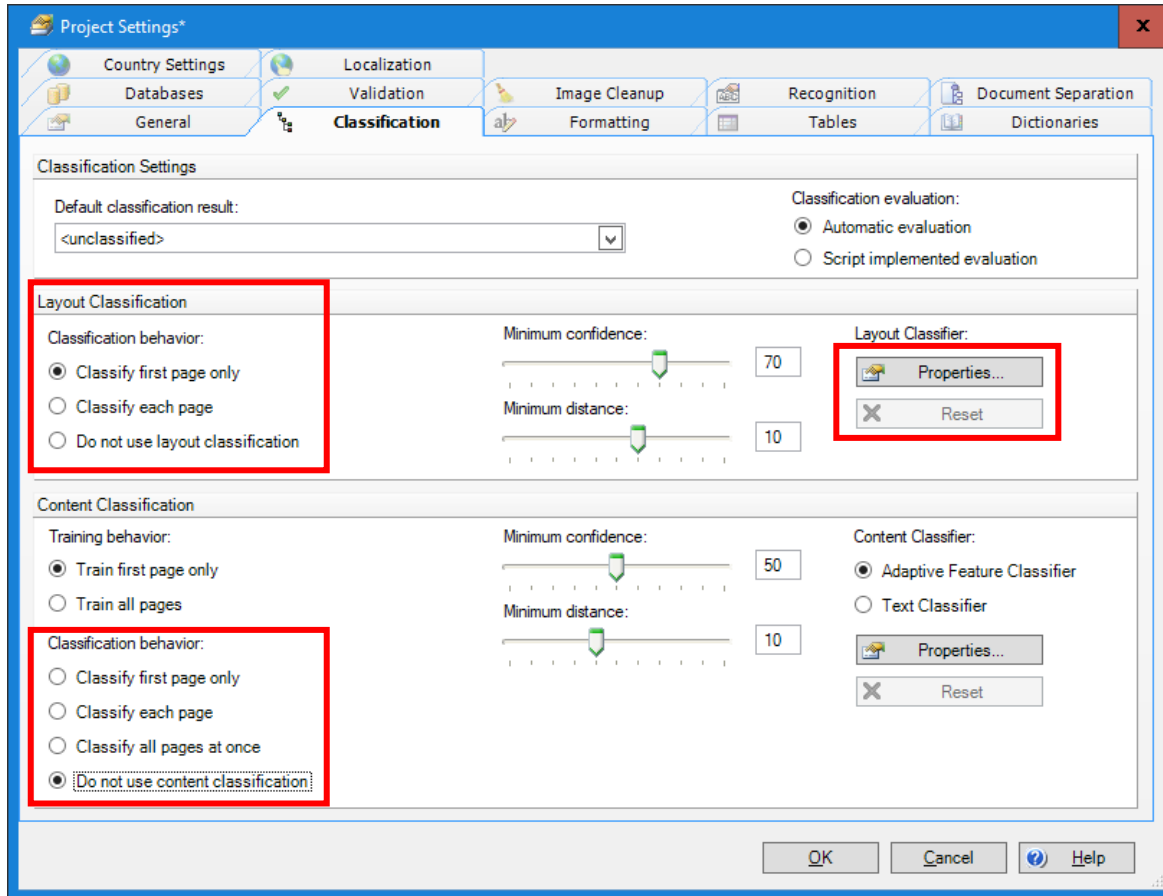 Project Settings*
x
Country Settings Localization
Databases Validation Image Cleanup Recognition Document Separation
General Classification Formatting Tables Dictionaries
Classification Settings
Default classification result:
<unclassified>
Classification evaluation:
Automatic evaluation
Script implemented evaluation
Layout Classification
Classification behavior:
Classify first page only
Classify each page
Do not use layout classification
Minimum confidence:
70
Minimum distance:
10
Layout Classifier:
Properties...
Reset
Content Classification
Training behavior:
Train first page only
Train all pages
Classification behavior:
Classify first page only
Classify each page
Classify all pages at once
Do not use content classification
Minimum confidence:
50
Minimum distance:
10
Content Classifier:
Adaptive Feature Classifier
Text Classifier
Properties...
Reset
OK Cancel Help